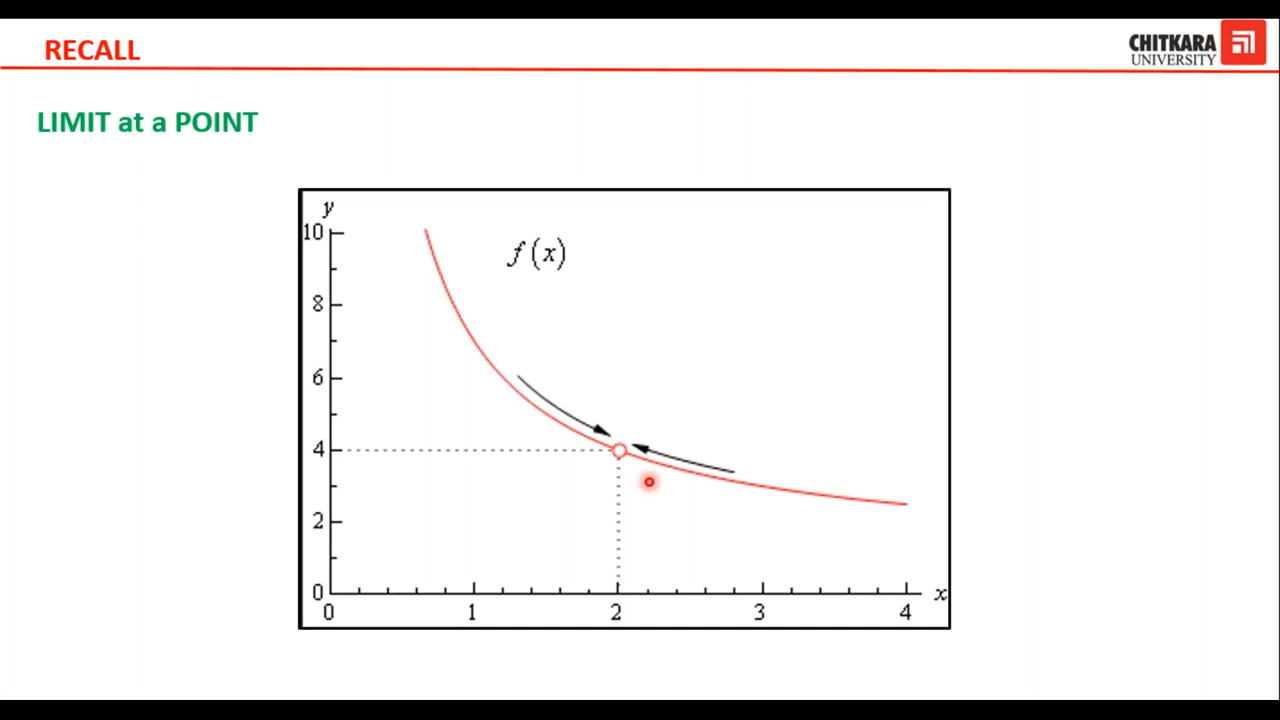 RECALL
CHITKARA
UNIVERSITY
LIMIT at a POINT
y
10
f (x)
8
6
4
2
0
x
0 1 2 3 4